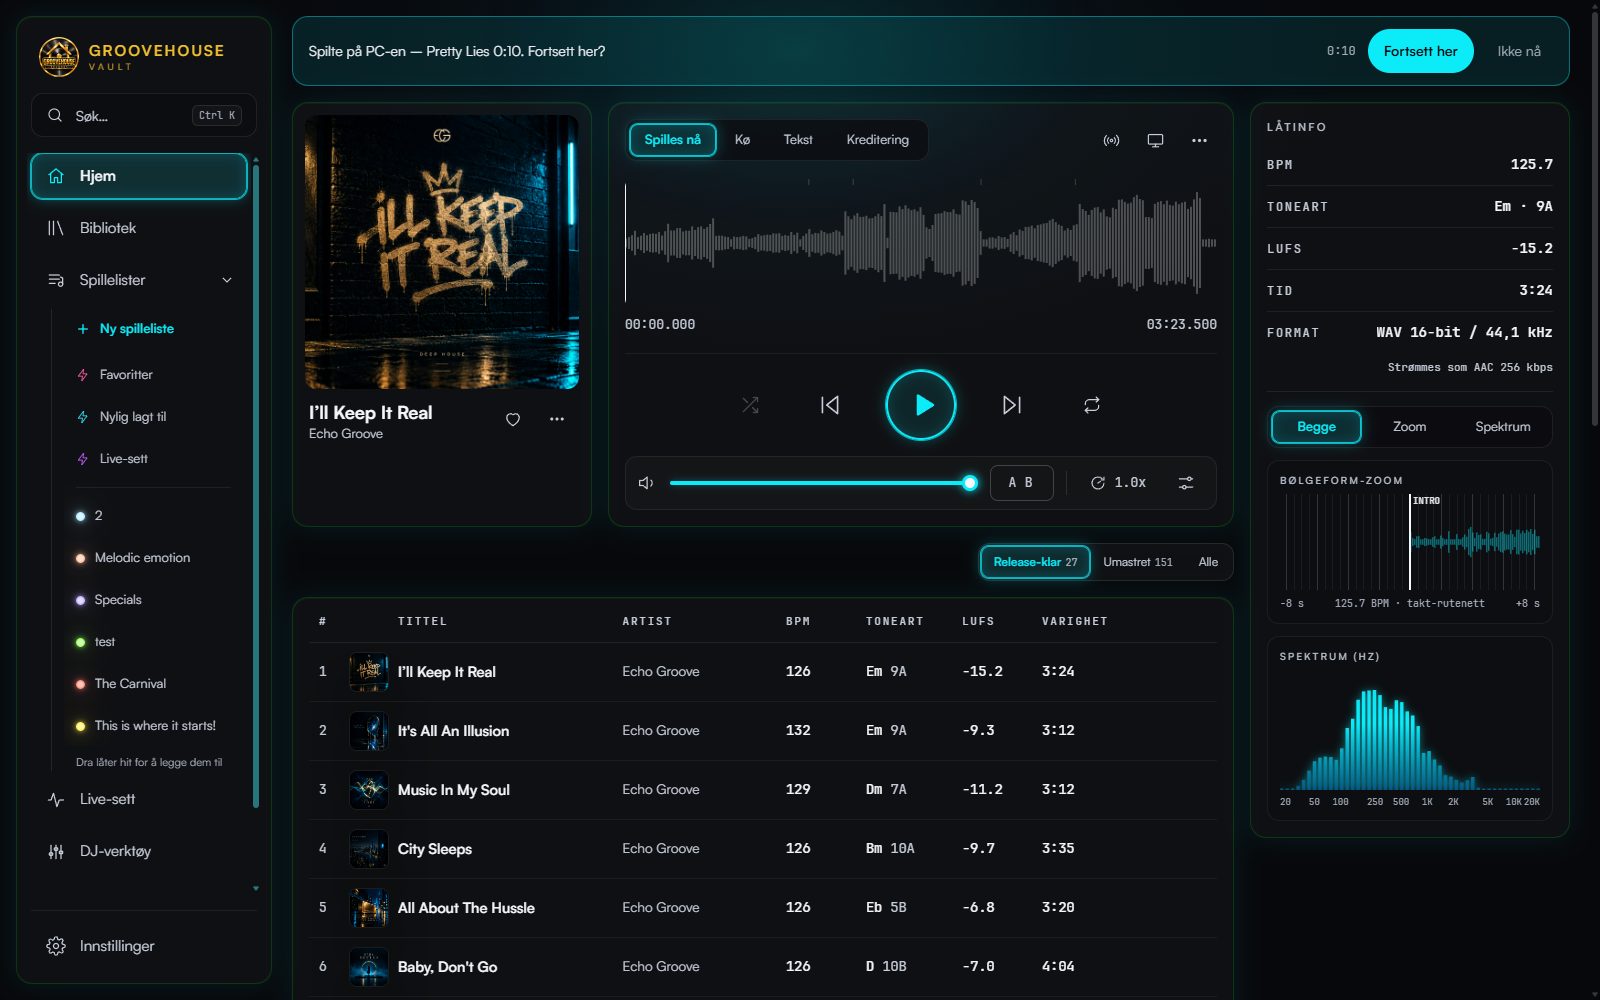 GROOVEHOUSE
VAULT
Søk...
Ctrl K
Hjem
Bibliotek
Spillelister
Ny spilleliste
Favoritter
Nylig lagt til
Live-sett
2
Melodic emotion
Specials
test
The Carnival
This is where it starts!
Dra låter hit for å legge dem til
Live-sett
DJ-verktøy
Innstillinger
Spilte på PC-en — Pretty Lies 0:10. Fortsett her?
0:10
Fortsett her
Ikke nå
EG
I'LL KEEP
IT REAL
DEEP HOUSE
I'll Keep It Real
Echo Groove
Spilles nå
Kø
Tekst
Kreditering
00:00.000
03:23.500
A B
1.0x
Release-klar 27
Umastret 151
Alle
# TITTEL ARTIST BPM TONEART LUFS VARIGHET
1 I'll Keep It Real Echo Groove 126 Em 9A -15.2 3:24
2 It's All An Illusion Echo Groove 132 Em 9A -9.3 3:12
3 Music In My Soul Echo Groove 129 Dm 7A -11.2 3:12
4 City Sleeps Echo Groove 126 Bm 10A -9.7 3:35
5 All About The Hussle Echo Groove 126 Eb 5B -6.8 3:20
6 Baby, Don't Go Echo Groove 126 D 10B -7.0 4:04
LÅTINFO
BPM 125.7
TONEART Em · 9A
LUFS -15.2
TID 3:24
FORMAT WAV 16-bit / 44,1 kHz
Strømmes som AAC 256 kbps
Begge
Zoom
Spektrum
BØLGEFORM-ZOOM
INTRO
-8 s 125.7 BPM · takt-rutenett +8 s
SPEKTRUM (HZ)
20 50 100 250 500 1K 2K 5K 10K 20K